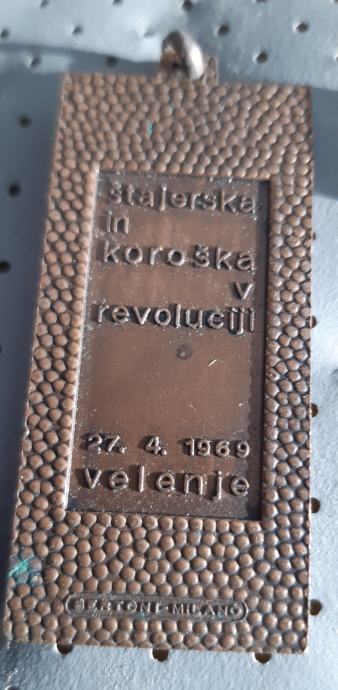 štajerska
in
koroška
v
revoluciji
27. 4. 1969
velenje
BERTONI-MILANO